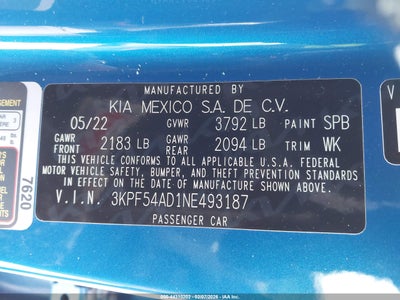 MANUFACTURED BY
KIA MEXICO S.A. DE C.V.
05/22 GVWR 3792 LB PAINT SPB
GAWR FRONT 2183 LB GAWR REAR 2094 LB TRIM WK
THIS VEHICLE CONFORMS TO ALL APPLICABLE U.S.A. FEDERAL
MOTOR VEHICLE SAFETY, BUMPER, AND THEFT PREVENTION STANDARDS
IN EFFECT ON THE DATE OF MANUFACTURE SHOWN ABOVE.
V.I.N. 3KPF54AD1NE493187
PASSENGER CAR
7620
V